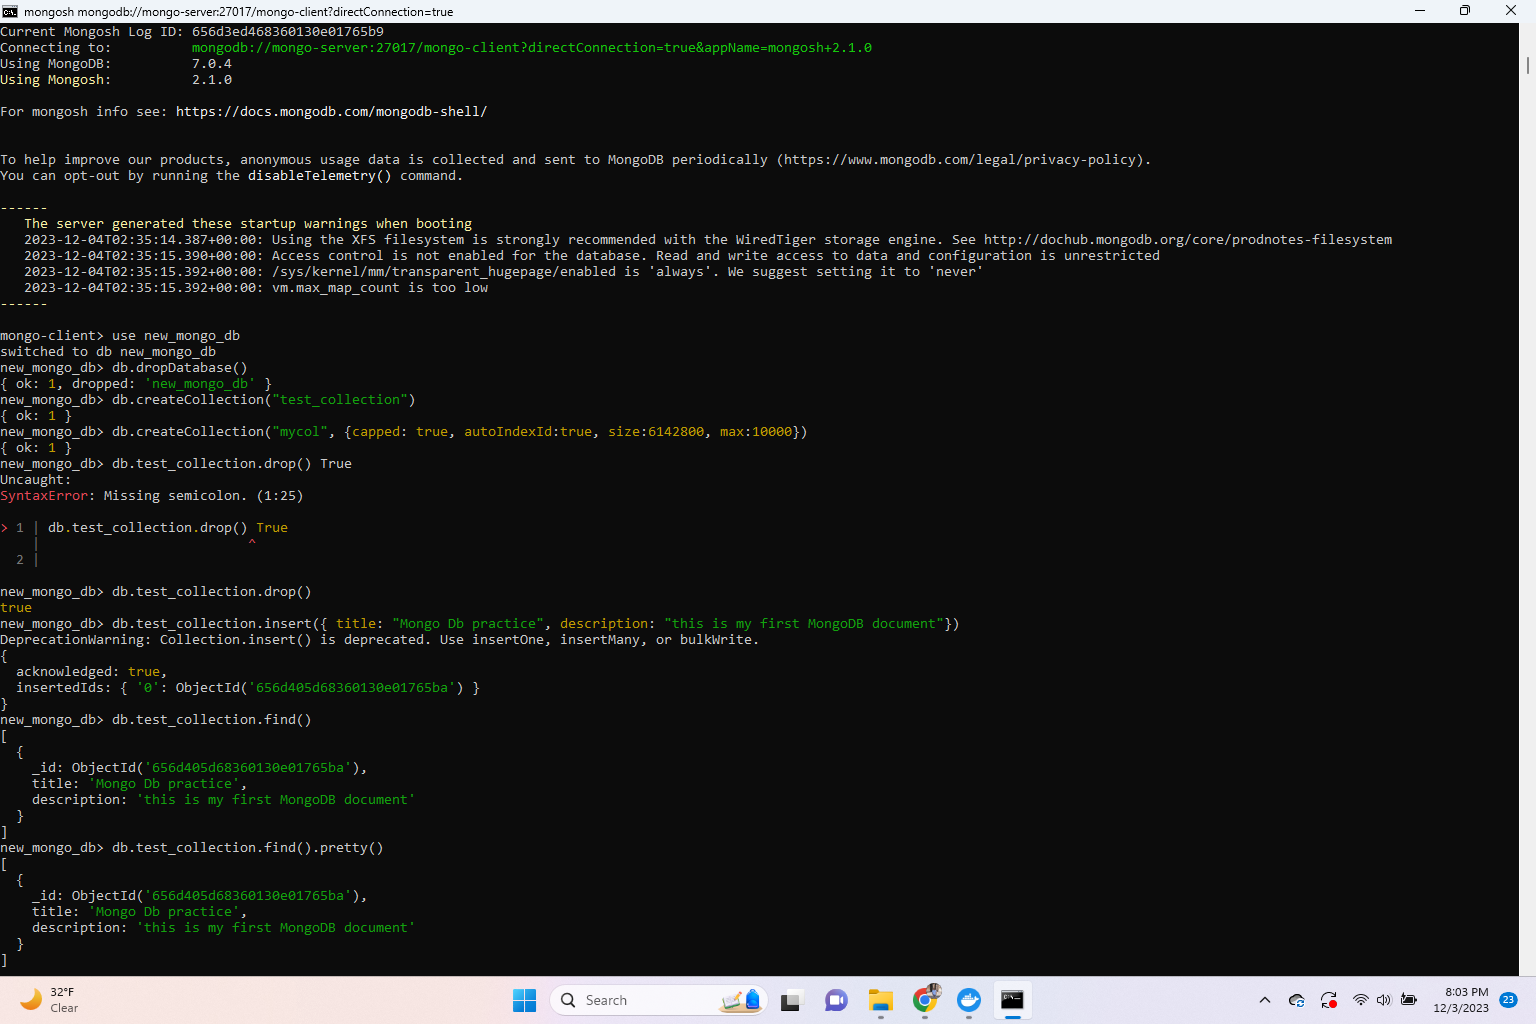 mongosh mongodb://mongo-server:27017/mongo-client?directConnection=true
Current Mongosh Log ID: 656d3ed468360130e01765b9
Connecting to:          mongodb://mongo-server:27017/mongo-client?directConnection=true&appName=mongosh+2.1.0
Using MongoDB:          7.0.4
Using Mongosh:          2.1.0
For mongosh info see: https://docs.mongodb.com/mongodb-shell/
To help improve our products, anonymous usage data is collected and sent to MongoDB periodically (https://www.mongodb.com/legal/privacy-policy).
You can opt-out by running the disableTelemetry() command.
------
   The server generated these startup warnings when booting
   2023-12-04T02:35:14.387+00:00: Using the XFS filesystem is strongly recommended with the WiredTiger storage engine. See http://dochub.mongodb.org/core/prodnotes-filesystem
   2023-12-04T02:35:15.390+00:00: Access control is not enabled for the database. Read and write access to data and configuration is unrestricted
   2023-12-04T02:35:15.392+00:00: /sys/kernel/mm/transparent_hugepage/enabled is 'always'. We suggest setting it to 'never'
   2023-12-04T02:35:15.392+00:00: vm.max_map_count is too low
------
mongo-client> use new_mongo_db
switched to db new_mongo_db
new_mongo_db> db.dropDatabase()
{ ok: 1, dropped: 'new_mongo_db' }
new_mongo_db> db.createCollection("test_collection")
{ ok: 1 }
new_mongo_db> db.createCollection("mycol", {capped: true, autoIndexId:true, size:6142800, max:10000})
{ ok: 1 }
new_mongo_db> db.test_collection.drop() True
Uncaught:
SyntaxError: Missing semicolon. (1:25)
> 1 | db.test_collection.drop() True
    |                          ^
  2 |
new_mongo_db> db.test_collection.drop()
true
new_mongo_db> db.test_collection.insert({ title: "Mongo Db practice", description: "this is my first MongoDB document"})
DeprecationWarning: Collection.insert() is deprecated. Use insertOne, insertMany, or bulkWrite.
{
  acknowledged: true,
  insertedIds: { '0': ObjectId('656d405d68360130e01765ba') }
}
new_mongo_db> db.test_collection.find()
[
  {
    _id: ObjectId('656d405d68360130e01765ba'),
    title: 'Mongo Db practice',
    description: 'this is my first MongoDB document'
  }
]
new_mongo_db> db.test_collection.find().pretty()
[
  {
    _id: ObjectId('656d405d68360130e01765ba'),
    title: 'Mongo Db practice',
    description: 'this is my first MongoDB document'
  }
]
32°F
Clear
Search
8:03 PM
12/3/2023
23